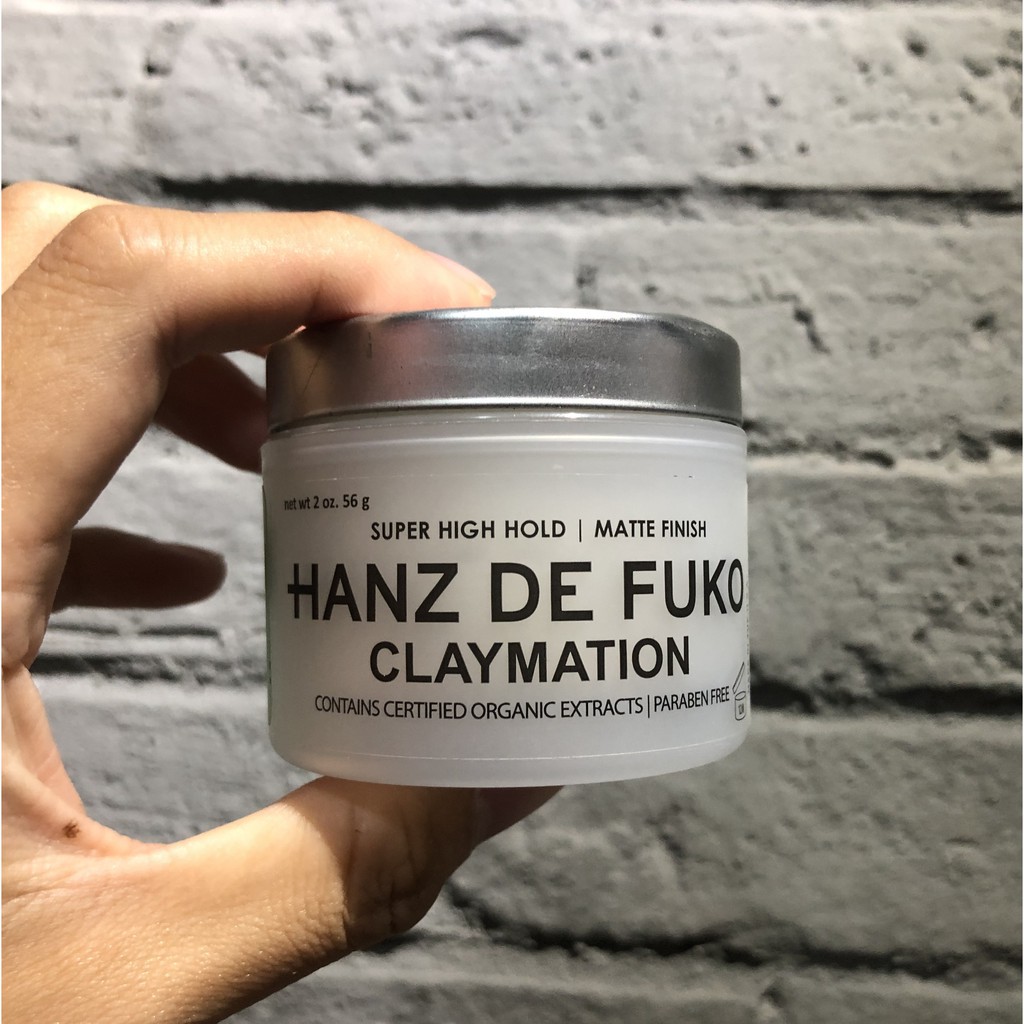 net wt 2 oz. 56 g
SUPER HIGH HOLD | MATTE FINISH
HANZ DE FUKO
CLAYMATION
CONTAINS CERTIFIED ORGANIC EXTRACTS | PARABEN FREE